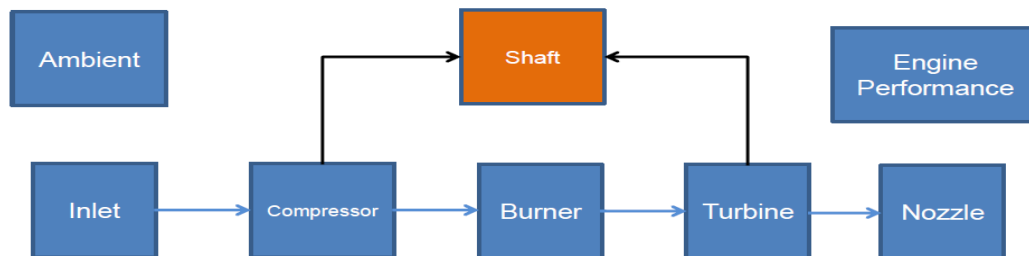 Ambient
Shaft
Engine
Performance
Inlet
Compressor
Burner
Turbine
Nozzle